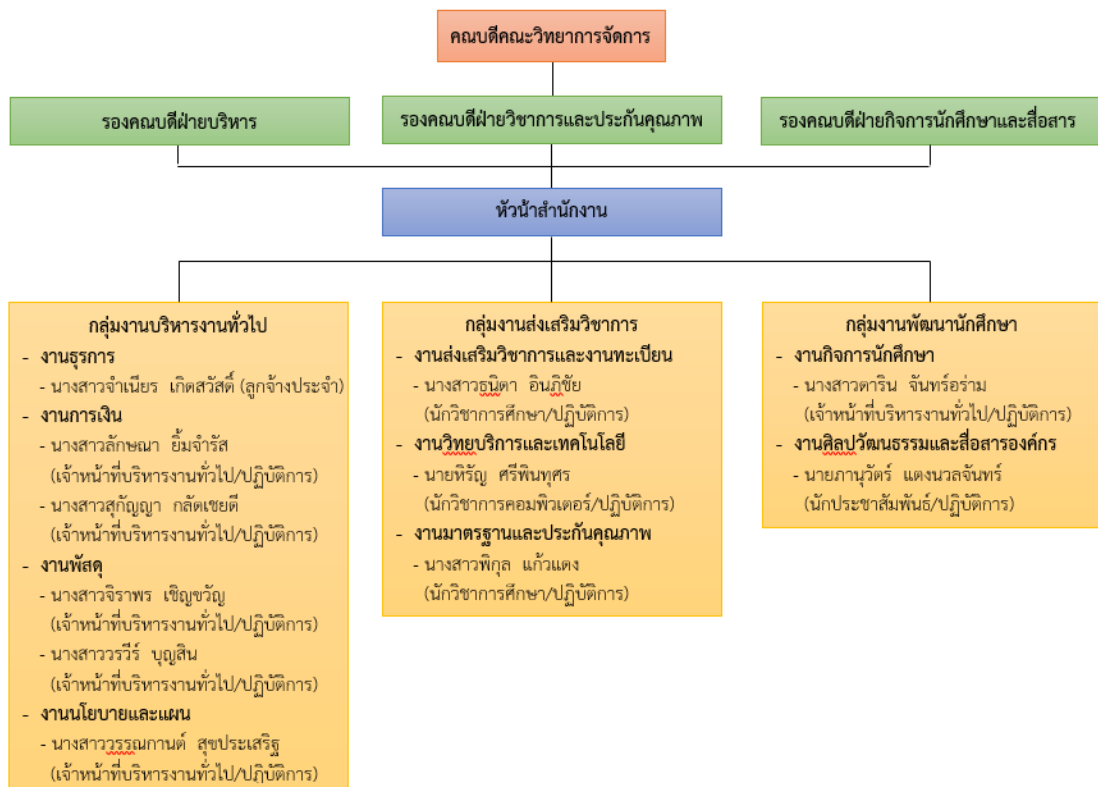 คณบดีคณะวิทยาการจัดการ
รองคณบดีฝ่ายบริหาร
รองคณบดีฝ่ายวิชาการและประกันคุณภาพ
รองคณบดีฝ่ายกิจการนักศึกษาและสื่อสาร
หัวน้าสำนักงาน
กลุ่มงานบริหารงานทั่วไป
- งานธุรการ
- นางสาวจำเนียร เกิดสวัสดิ์ (ลูกจ้างประจำ)
- งานการเงิน
- นางสาวลักษณา ยิ้มจำรัส
(เจ้าหน้าที่บริหารงานทั่วไป/ปฏิบัติการ)
- นางสาวสุกัญญา กลัดเชยดี
(เจ้าหน้าที่บริหารงานทั่วไป/ปฏิบัติการ)
- งานพัสดุ
- นางสาวจิราพร เชิญขวัญ
(เจ้าหน้าที่บริหารงานทั่วไป/ปฏิบัติการ)
- นางสาววรวีร์ บุญสิน
(เจ้าหน้าที่บริหารงานทั่วไป/ปฏิบัติการ)
- งานนโยบายและแผน
- นางสาววรรณกานต์ สุขประเสริฐ
(เจ้าหน้าที่บริหารงานทั่วไป/ปฏิบัติการ)
กลุ่มงานส่งเสริมวิชาการ
- งานส่งเสริมวิชาการและงานทะเบียน
- นางสาวธนิตา อินภิชัย
(นักวิชาการศึกษา/ปฏิบัติการ)
- งานวิทยบริการและเทคโนโลยี
- นายหิรัญ ศรีพินทุศร
(นักวิชาการคอมพิวเตอร์/ปฏิบัติการ)
- งานมาตรฐานและประกันคุณภาพ
- นางสาวพิกุล แก้วแดง
(นักวิชาการศึกษา/ปฏิบัติการ)
กลุ่มงานพัฒนานักศึกษา
- งานกิจการนักศึกษา
- นางสาวดาริน จันทร์อร่าม
(เจ้าหน้าที่บริหารงานทั่วไป/ปฏิบัติการ)
- งานศิลปวัฒนธรรมและสื่อสารองค์กร
- นายภานุวัตร์ แตงนวลจันทร์
(นักประชาสัมพันธ์/ปฏิบัติการ)